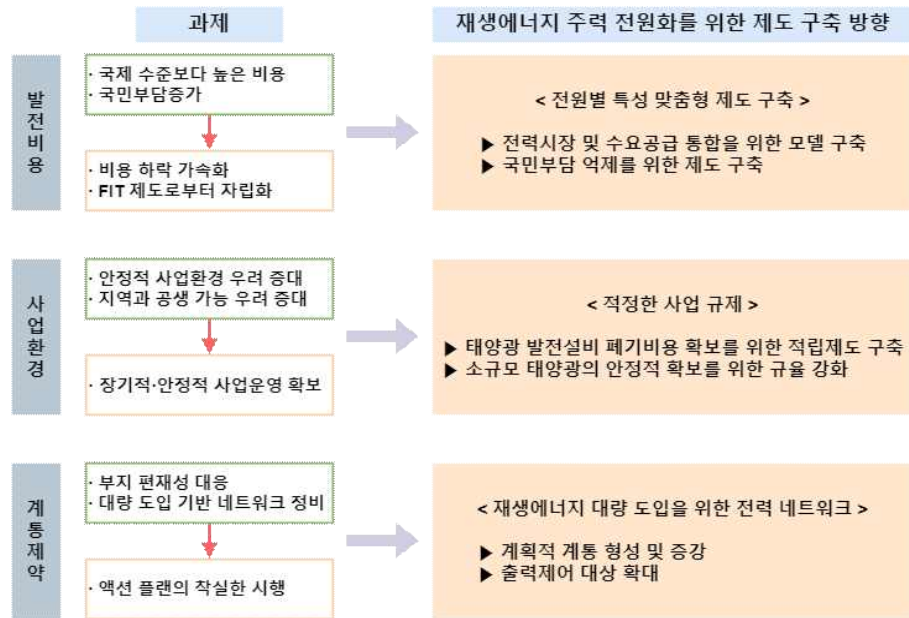 과제
재생에너지 주력 전원화를 위한 제도 구축 방향
발전비용
· 국제 수준보다 높은 비용
· 국민부담증가
· 비용 하락 가속화
· FIT 제도로부터 자립화
< 전원별 특성 맞춤형 제도 구축 >
▶ 전력시장 및 수요공급 통합을 위한 모델 구축
▶ 국민부담 억제를 위한 제도 구축
사업환경
· 안정적 사업환경 우려 증대
· 지역과 공생 가능 우려 증대
· 장기적·안정적 사업운영 확보
< 적정한 사업 규제 >
▶ 태양광 발전설비 폐기비용 확보를 위한 적립제도 구축
▶ 소규모 태양광의 안정적 확보를 위한 규율 강화
계통제약
· 부지 편재성 대응
· 대량 도입 기반 네트워크 정비
· 액션 플랜의 착실한 시행
< 재생에너지 대량 도입을 위한 전력 네트워크 >
▶ 계획적 계통 형성 및 증강
▶ 출력제어 대상 확대